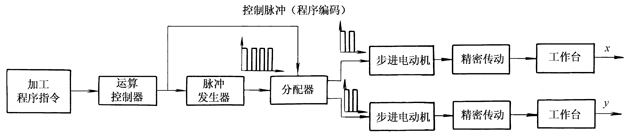 控制脉冲（程序编码）
加工
程序指令
运算
控制器
脉冲
发生器
分配器
步进电动机
精密传动
工作台
x
步进电动机
精密传动
工作台
y